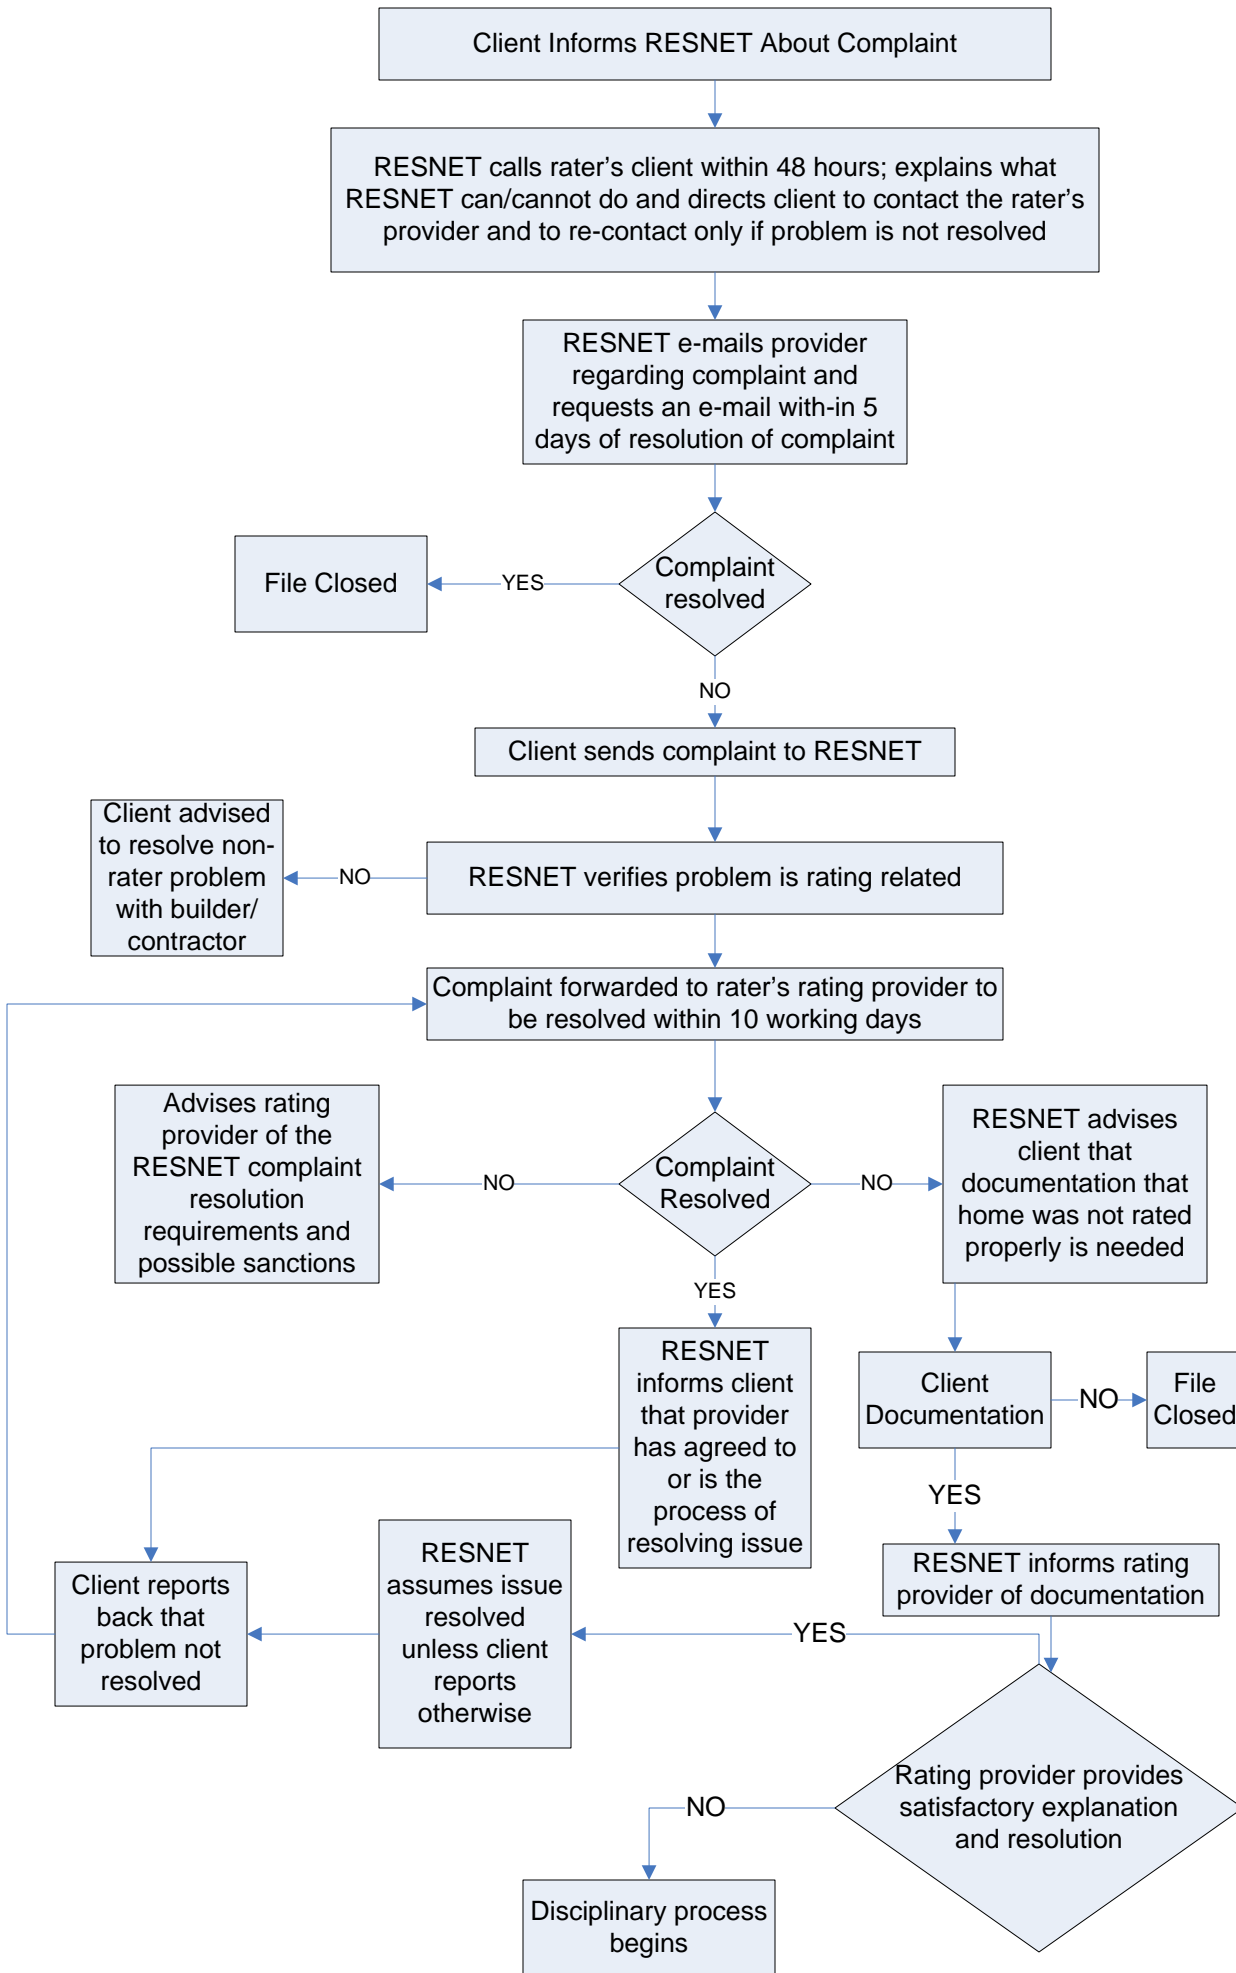 Client Informs RESNET About Complaint
RESNET calls rater’s client within 48 hours; explains what
RESNET can/cannot do and directs client to contact the rater’s
provider and to re-contact only if problem is not resolved
RESNET e-mails provider
regarding complaint and
requests an e-mail with-in 5
days of resolution of complaint
Complaint
resolved
YES
File Closed
NO
Client sends complaint to RESNET
RESNET verifies problem is rating related
NO
Client advised
to resolve non-
rater problem
with builder/
contractor
Complaint forwarded to rater’s rating provider to
be resolved within 10 working days
Complaint
Resolved
NO
Advises rating
provider of the
RESNET complaint
resolution
requirements and
possible sanctions
NO
RESNET advises
client that
documentation that
home was not rated
properly is needed
YES
RESNET
informs client
that provider
has agreed to
or is the
process of
resolving issue
Client
Documentation
NO
File
Closed
YES
RESNET informs rating
provider of documentation
YES
RESNET
assumes issue
resolved
unless client
reports
otherwise
Client reports
back that
problem not
resolved
Rating provider provides
satisfactory explanation
and resolution
NO
Disciplinary process
begins